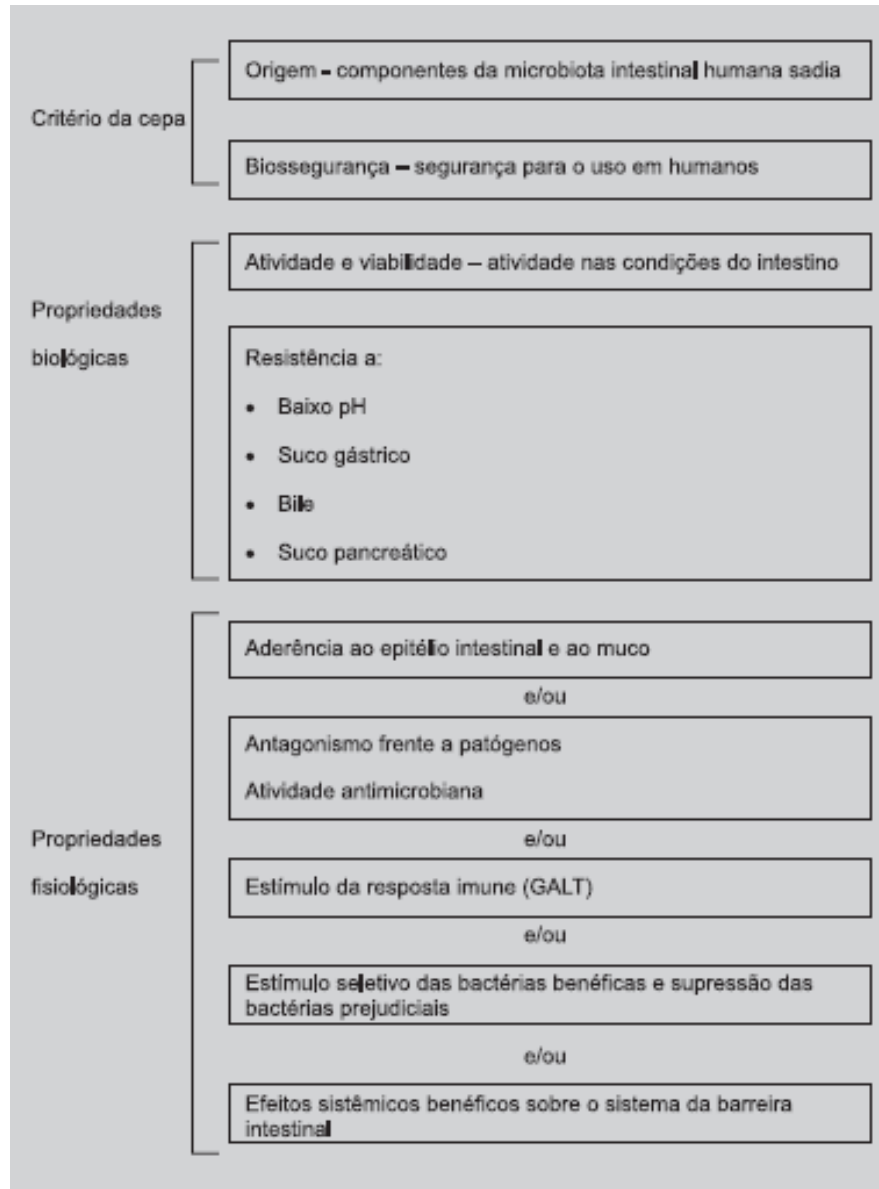 Critério da cepa
Origem – componentes da microbiota intestinal humana sadia
Biossegurança – segurança para o uso em humanos
Propriedades
biológicas
Atividade e viabilidade – atividade nas condições do intestino
Resistência a:
• Baixo pH
• Suco gástrico
• Bile
• Suco pancreático
Propriedades
fisiológicas
Aderência ao epitélio intestinal e ao muco
e/ou
Antagonismo frente a patógenos
Atividade antimicrobiana
e/ou
Estímulo da resposta imune (GALT)
e/ou
Estímulo seletivo das bactérias benéficas e supressão das
bactérias prejudiciais
e/ou
Efeitos sistêmicos benéficos sobre o sistema da barreira
intestinal